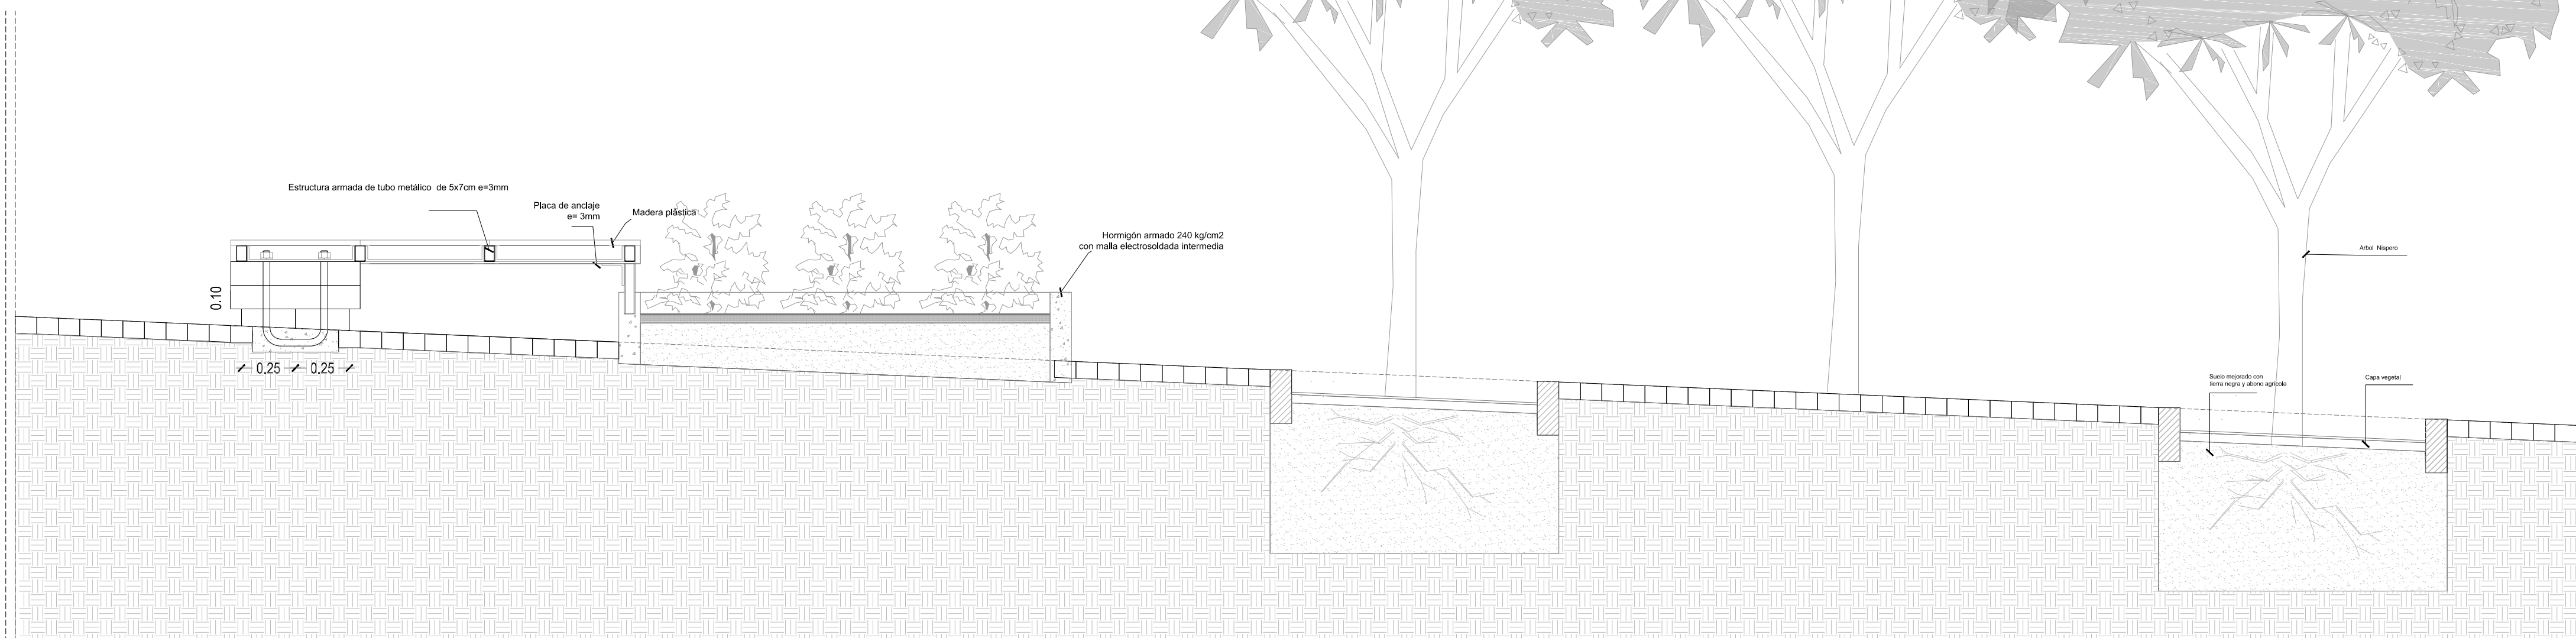 Estructura armada de tubo metálico de 5x7cm e=3mm
Placa de anclaje
e= 3mm
Madera plástica
Hormigón armado 240 kg/cm2
con malla electrosoldada intermedia
Arbol Nispero
0.10
0.25
0.25
Suelo mejorado con
tierra negra y abono agrícola
Capa vegetal